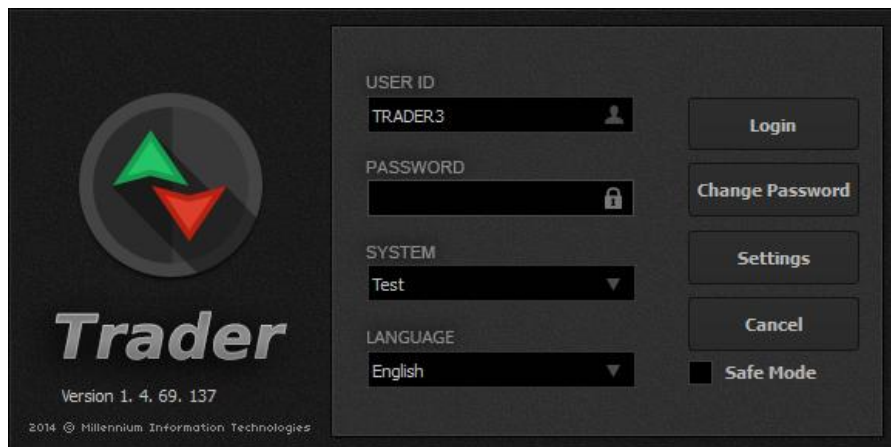 USER ID
TRADER3
Login
PASSWORD
Change Password
SYSTEM
Test
Settings
LANGUAGE
English
Cancel
Safe Mode
Trader
Version 1. 4. 69. 137
2014 © Millennium Information Technologies